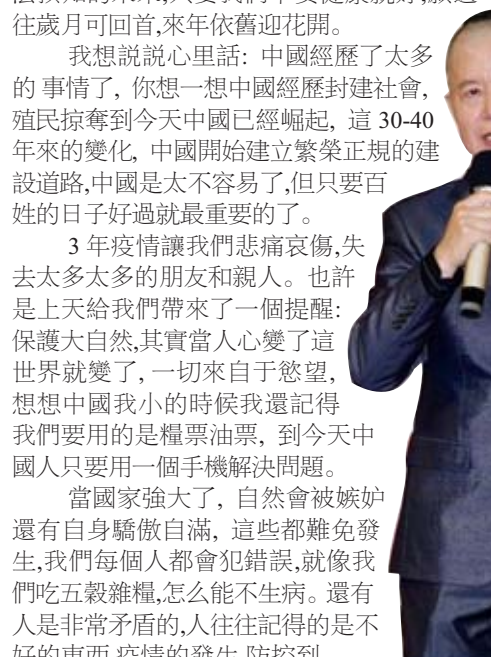 往歲月可回首,來年依舊迎花開。
我想説説心里話: 中國經歷了太多
的 事情了, 你想一想中國經歷封建社會,
殖民掠奪到今天中國已經崛起, 這 30-40
年來的變化, 中國開始建立繁榮正規的建
設道路,中國是太不容易了,但只要百
姓的日子好過就最重要的了。
3 年疫情讓我們悲痛哀傷,失
去太多太多的朋友和親人。也許
是上天給我們帶來了一個提醒:
保護大自然,其實當人心變了這
世界就變了, 一切來自于慾望,
想想中國我小的時候我還記得
我們要用的是糧票油票, 到今天中
國人只要用一個手機解決問題。
當國家強大了, 自然會被嫉妒
還有自身驕傲自滿, 這些都難免發
生,我們每個人都會犯錯誤,就像我
們吃五穀雜糧,怎么能不生病。還有
人是非常矛盾的,人往往記得的是不
好的東西,疫情的發生,防控到